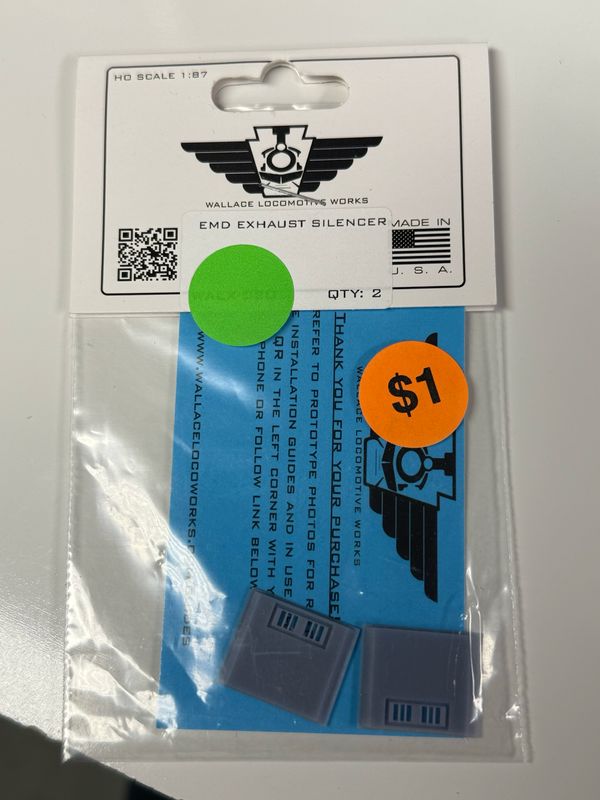 HO SCALE 1:87
WALLACE LOCOMOTIVE WORKS
EMD EXHAUST SILENCER
MADE IN
U. S. A.
QTY: 2
$1
THANK YOU FOR YOUR PURCHASE!
REFER TO PROTOTYPE PHOTOS FOR
INSTALLATION GUIDES AND IN USE
QR IN THE LEFT CORNER WITH
PHONE OR FOLLOW LINK BELOW
WWW.WALLACELOCOWORKS.
WALLACE LOCOMOTIVE WORKS